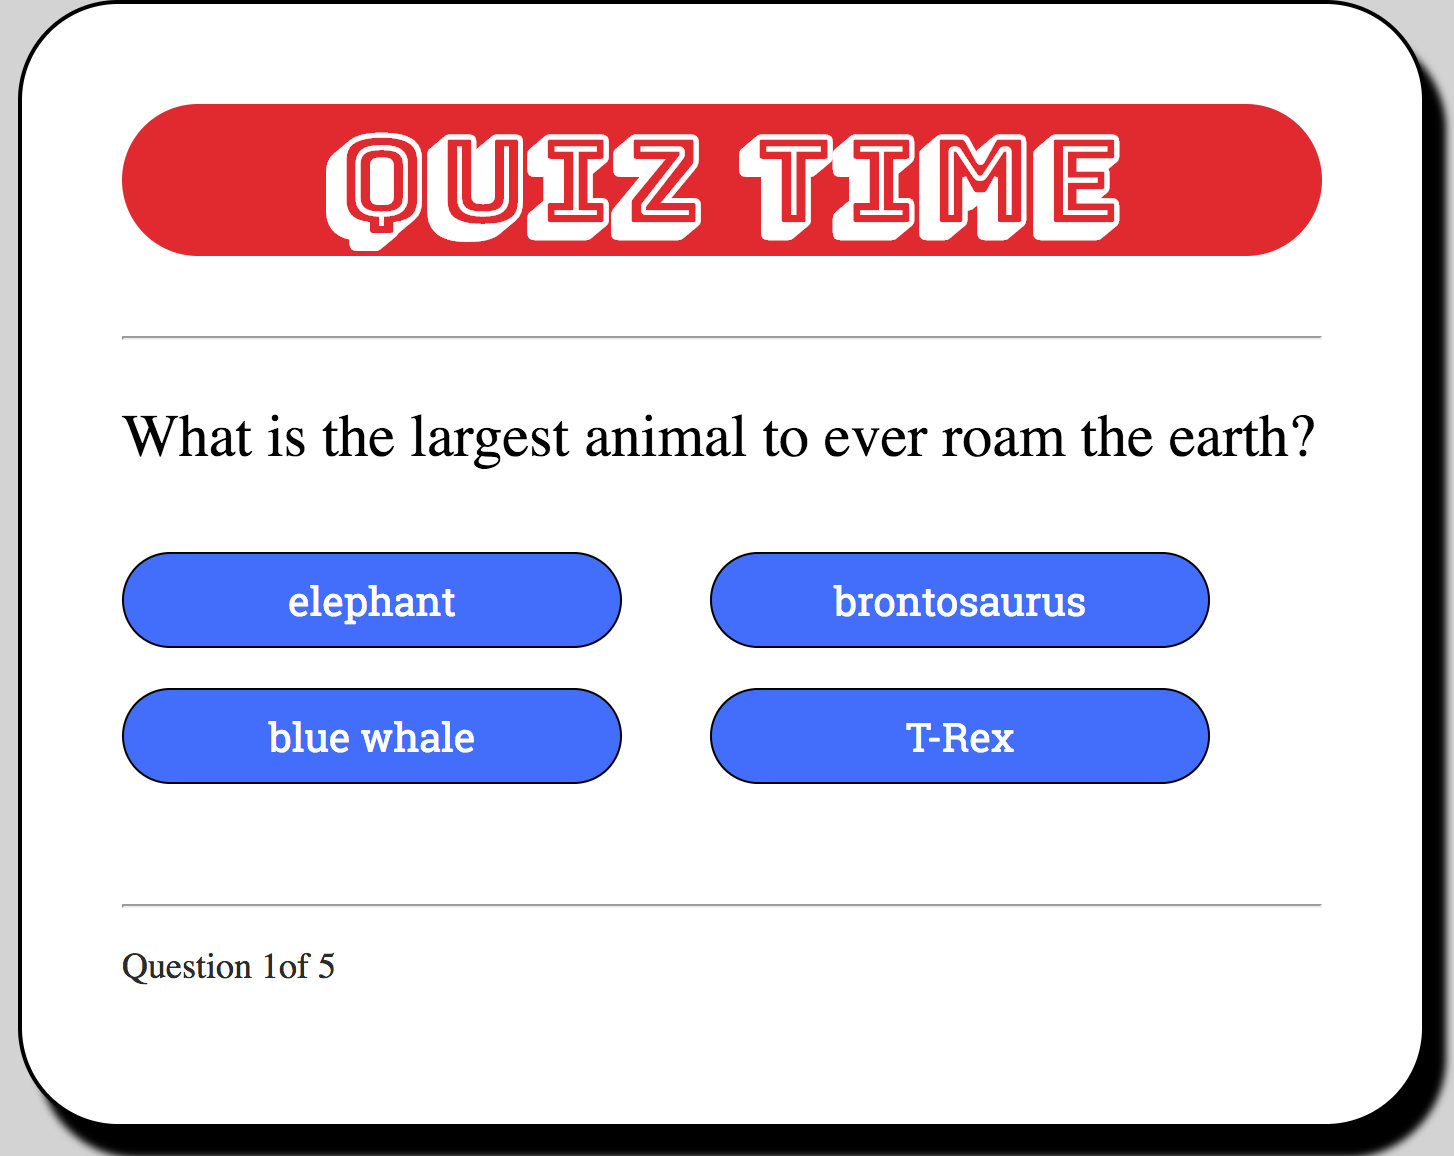 QUIZ TIME
What is the largest animal to ever roam the earth?
elephant
brontosaurus
blue whale
T-Rex
Question 1of 5